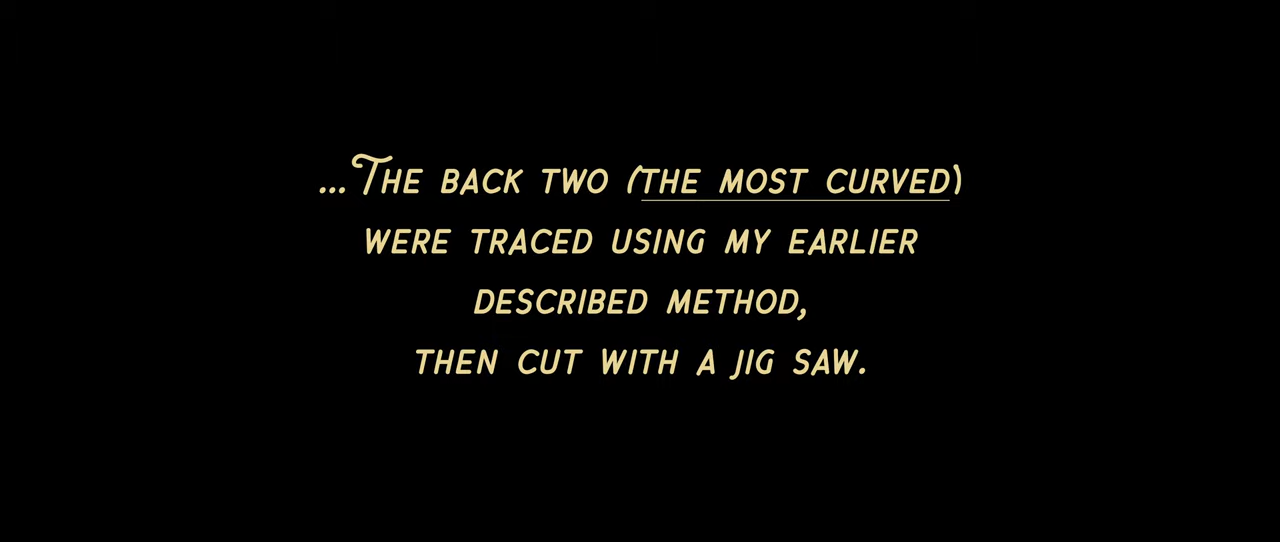 ...The back two (the most curved)
were traced using my earlier
described method,
then cut with a jig saw.